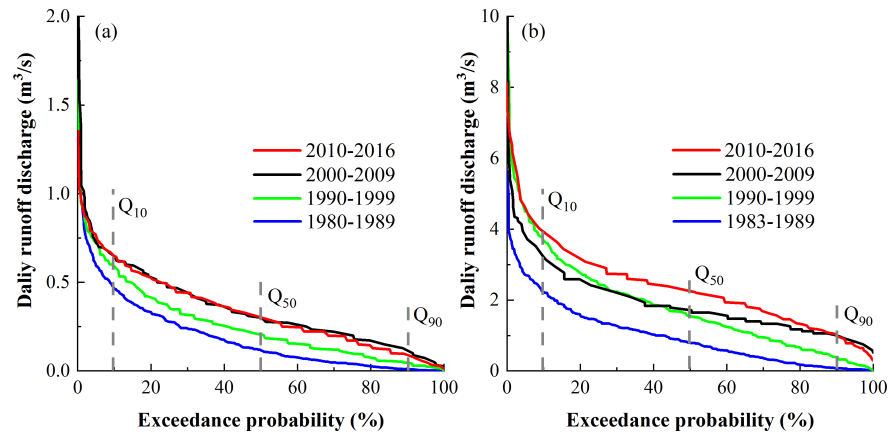 (a)
Daliy runoff discharge (m³/s)
2.0
1.5
1.0
0.5
0.0
2010-2016
2000-2009
1990-1999
1980-1989
Q₁₀
Q₅₀
Q₉₀
0 20 40 60 80 100
Exceedance probability (%)
(b)
Daliy runoff discharge (m³/s)
10
8
6
4
2
0
2010-2016
2000-2009
1990-1999
1983-1989
Q₁₀
Q₅₀
Q₉₀
0 20 40 60 80 100
Exceedance probability (%)